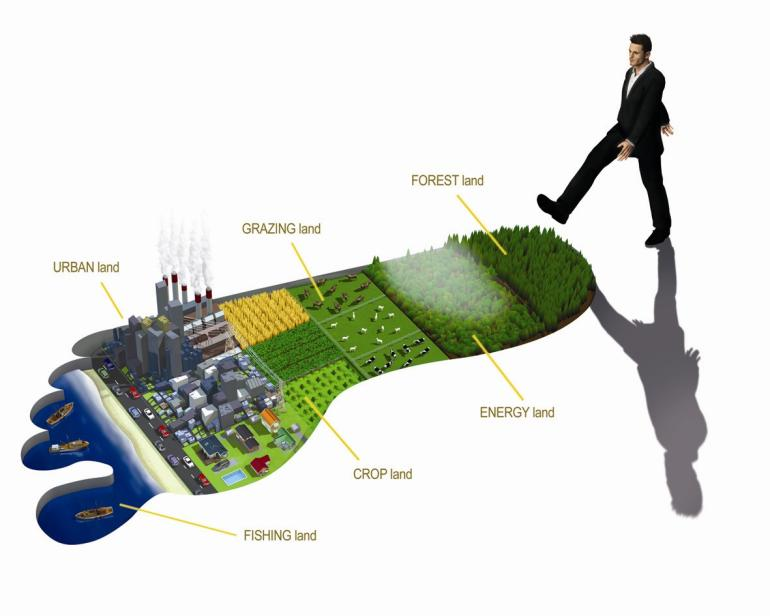 FOREST land
GRAZING land
URBAN land
ENERGY land
CROP land
FISHING land